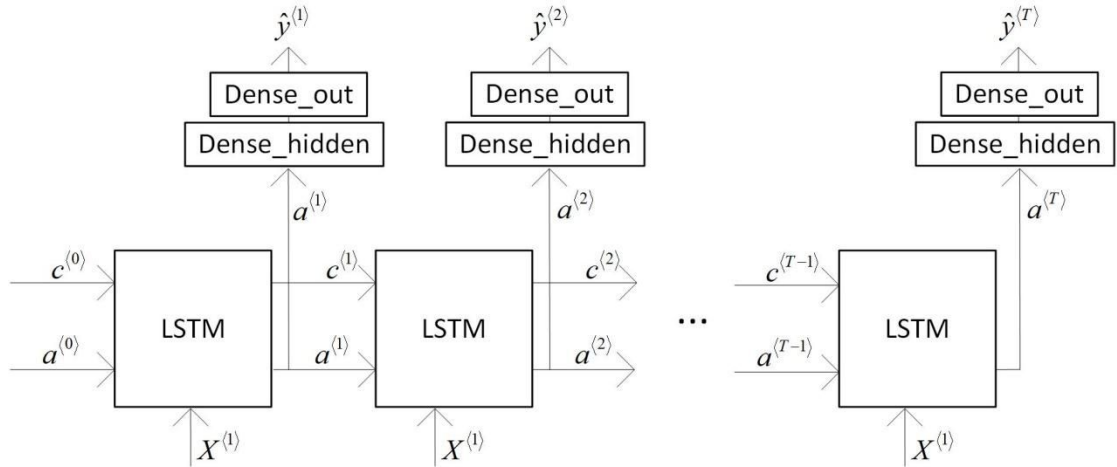 ŷ⟨1⟩ ŷ⟨2⟩ ŷ⟨T⟩
Dense_out Dense_out Dense_out
Dense_hidden Dense_hidden Dense_hidden
a⟨1⟩ a⟨2⟩ a⟨T⟩
c⟨0⟩ c⟨1⟩ c⟨2⟩ c⟨T−1⟩
LSTM LSTM ... LSTM
a⟨0⟩ a⟨1⟩ a⟨2⟩ a⟨T−1⟩
X⟨1⟩ X⟨1⟩ X⟨1⟩